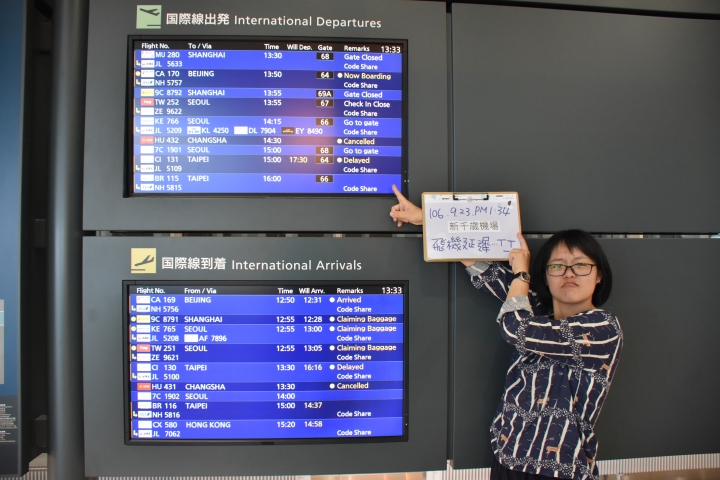 国際線出発 International Departures
Flight No. To / Via Time Will Dep. Gate Remarks 13:33
MU 280 SHANGHAI 13:30 68 Gate Closed
JL 5633 Code Share
CA 170 BEIJING 13:50 64 Now Boarding
NH 5757 Code Share
9C 8792 SHANGHAI 13:55 69A Gate Closed
TW 252 SEOUL 13:55 67 Check In Close
ZE 9622 Code Share
KE 766 SEOUL 14:15 66 Go to gate
JL 5209 KL 4250 DL 7904 EY 8490 Code Share
HU 432 CHANGSHA 14:30 Cancelled
7C 1901 SEOUL 15:00 68 Go to gate
CI 131 TAIPEI 15:00 17:30 64 Delayed
JL 5109 Code Share
BR 115 TAIPEI 16:00 66
NH 5815 Code Share
106. 9.23. PM 1:34
新千歲機場
飛機延遲…TT
国際線到着 International Arrivals
Flight No. From / Via Time Will Arrv. Remarks 13:33
CA 169 BEIJING 12:50 12:31 Arrived
NH 5756 Code Share
9C 8791 SHANGHAI 12:55 12:28 Claiming Baggage
KE 765 SEOUL 12:55 13:00 Claiming Baggage
JL 5208 AF 7896 Code Share
TW 251 SEOUL 12:55 13:05 Claiming Baggage
ZE 9621 Code Share
CI 130 TAIPEI 13:30 16:16 Delayed
JL 5100 Code Share
HU 431 CHANGSHA 13:30 Cancelled
7C 1902 SEOUL 14:00
BR 116 TAIPEI 15:00 14:37
NH 5816 Code Share
CX 580 HONG KONG 15:20 14:58
JL 7062 Code Share